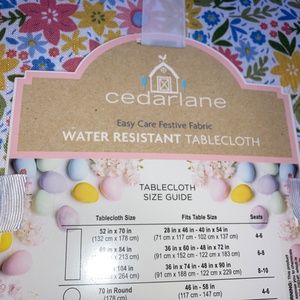 cedarlane
Easy Care Festive Fabric
WATER RESISTANT TABLECLOTH
TABLECLOTH
SIZE GUIDE
Tablecloth Size Fits Table Size Seats
52 in x 70 in 28 in x 46 in - 40 in x 54 in 4-6
(132 cm x 178 cm) (71 cm x 117 cm - 102 cm x 137 cm)
in x 84 in 36 in x 60 in - 48 in x 72 in 6-8
x 213 cm) (91 cm x 152 cm - 122 cm x 183 cm)
x 104 in 36 in x 74 in - 48 in x 90 in 8-10
x 264 cm) (91 cm x 188 cm - 122 cm x 229 cm)
70 in Round 46 in - 58 in 4-6
(178 cm) (117 cm - 147 cm)